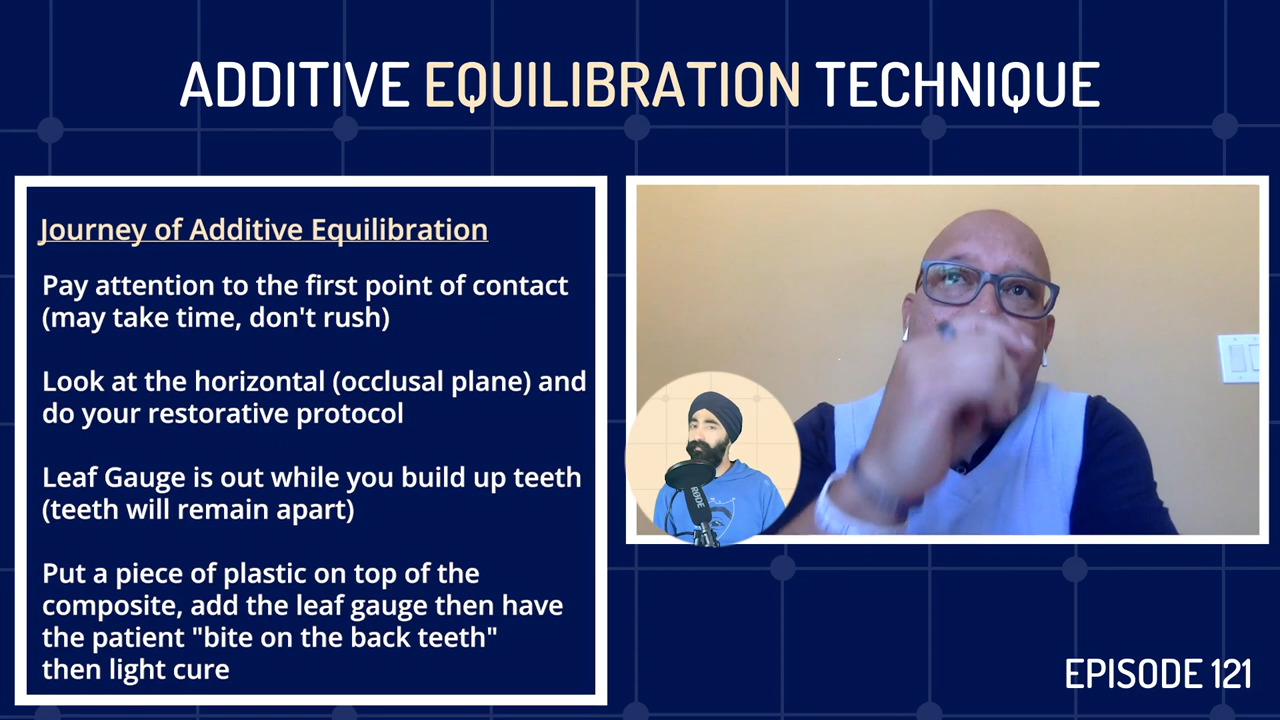 ADDITIVE EQUILIBRATION TECHNIQUE
Journey of Additive Equilibration
Pay attention to the first point of contact
(may take time, don't rush)
Look at the horizontal (occlusal plane) and
do your restorative protocol
Leaf Gauge is out while you build up teeth
(teeth will remain apart)
Put a piece of plastic on top of the
composite, add the leaf gauge then have
the patient "bite on the back teeth"
then light cure
RØDE
EPISODE 121